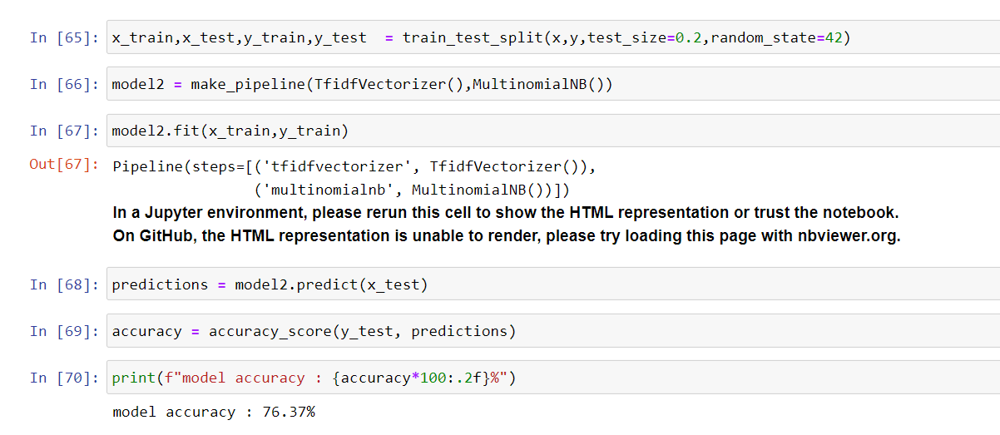 In [65]: x_train,x_test,y_train,y_test  = train_test_split(x,y,test_size=0.2,random_state=42)
In [66]: model2 = make_pipeline(TfidfVectorizer(),MultinomialNB())
In [67]: model2.fit(x_train,y_train)
Out[67]: Pipeline(steps=[('tfidfvectorizer', TfidfVectorizer()),
('multinomialnb', MultinomialNB())])
In a Jupyter environment, please rerun this cell to show the HTML representation or trust the notebook.
On GitHub, the HTML representation is unable to render, please try loading this page with nbviewer.org.
In [68]: predictions = model2.predict(x_test)
In [69]: accuracy = accuracy_score(y_test, predictions)
In [70]: print(f"model accuracy : {accuracy*100:.2f}%")
model accuracy : 76.37%